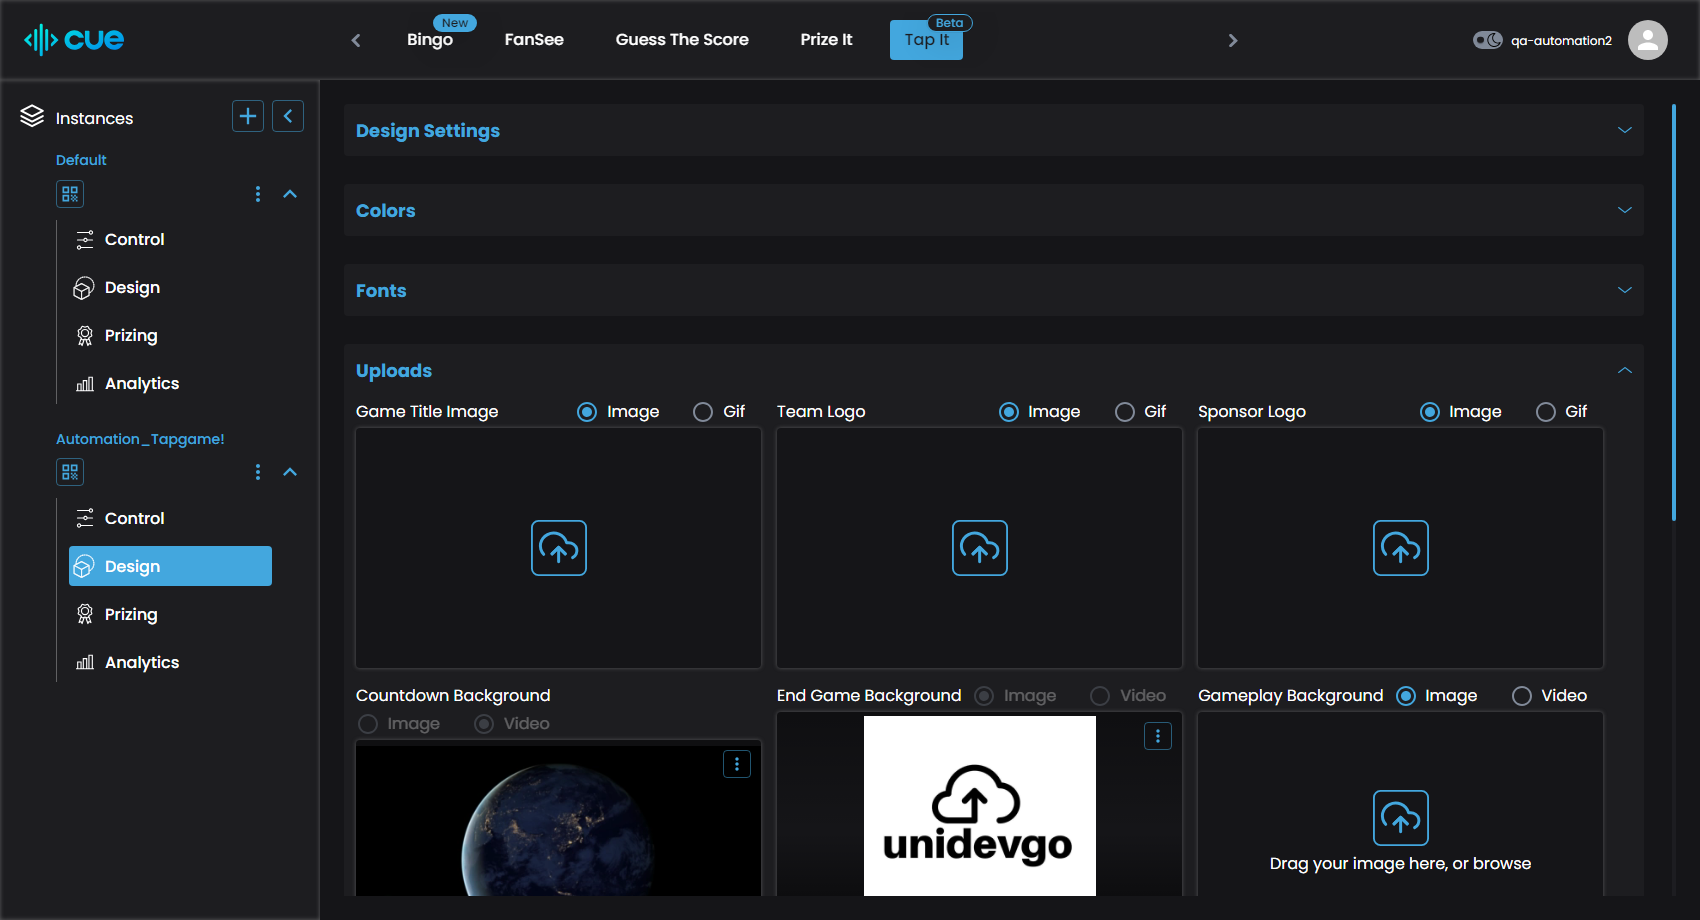 cue
New
Bingo
FanSee
Guess The Score
Prize It
Beta
Tap It
qa-automation2
Instances
Default
Control
Design
Prizing
Analytics
Automation_Tapgame!
Control
Design
Prizing
Analytics
Design Settings
Colors
Fonts
Uploads
Game Title Image
Image
Gif
Team Logo
Image
Gif
Sponsor Logo
Image
Gif
Countdown Background
Image
Video
End Game Background
Image
Video
unidevgo
Gameplay Background
Image
Video
Drag your image here, or browse